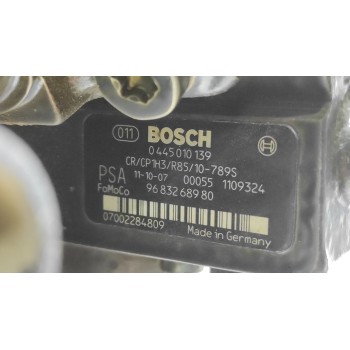 011 BOSCH
0 445 010 139
CR/CP1H3/R85/10-789S
PSA 11-10-07 00055 1109324
FoMoCo 96 832 689 80
07002284809 Made in Germany